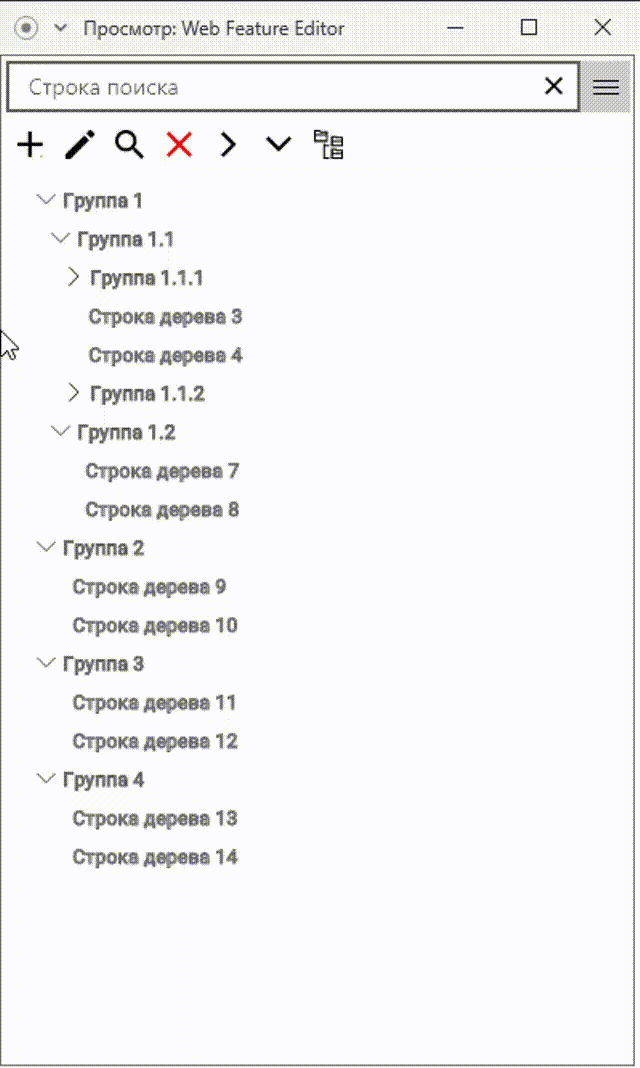 Просмотр: Web Feature Editor
Строка поиска
Группа 1
Группа 1.1
Группа 1.1.1
Строка дерева 3
Строка дерева 4
Группа 1.1.2
Группа 1.2
Строка дерева 7
Строка дерева 8
Группа 2
Строка дерева 9
Строка дерева 10
Группа 3
Строка дерева 11
Строка дерева 12
Группа 4
Строка дерева 13
Строка дерева 14